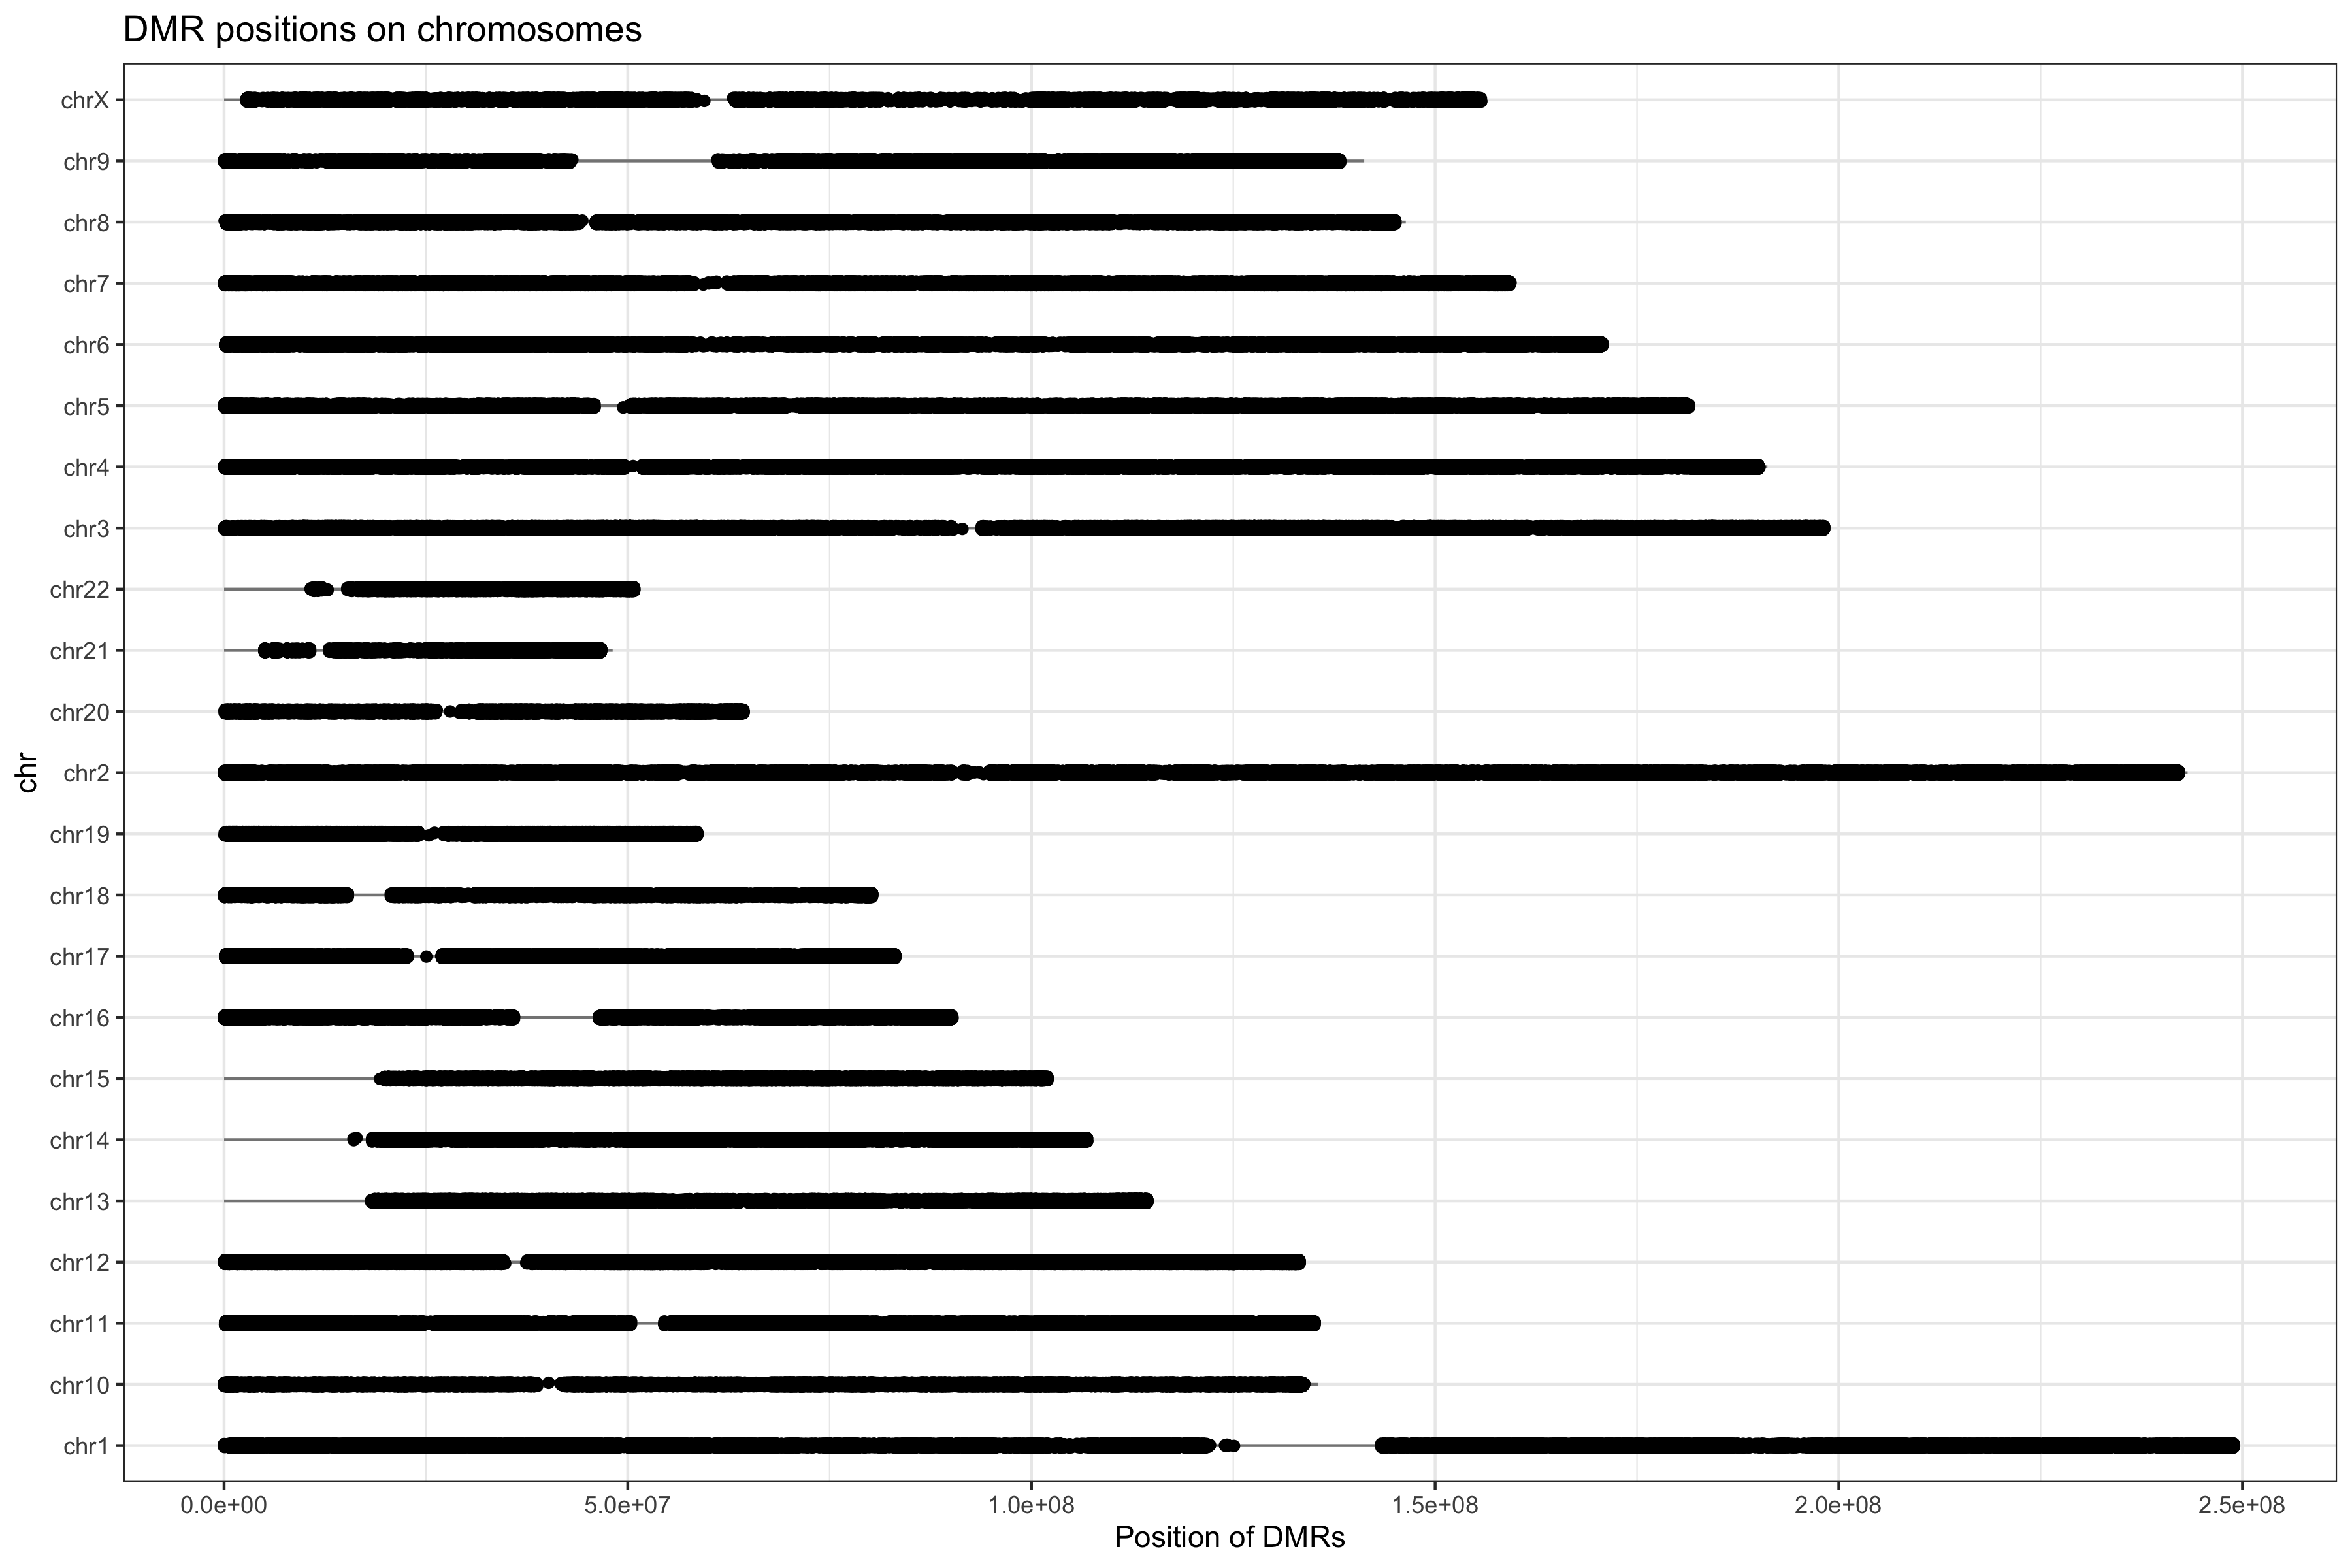 DMR positions on chromosomes
chrX
chr9
chr8
chr7
chr6
chr5
chr4
chr3
chr22
chr21
chr20
chr2
chr19
chr18
chr17
chr16
chr15
chr14
chr13
chr12
chr11
chr10
chr1
chr
0.0e+00 5.0e+07 1.0e+08 1.5e+08 2.0e+08 2.5e+08
Position of DMRs